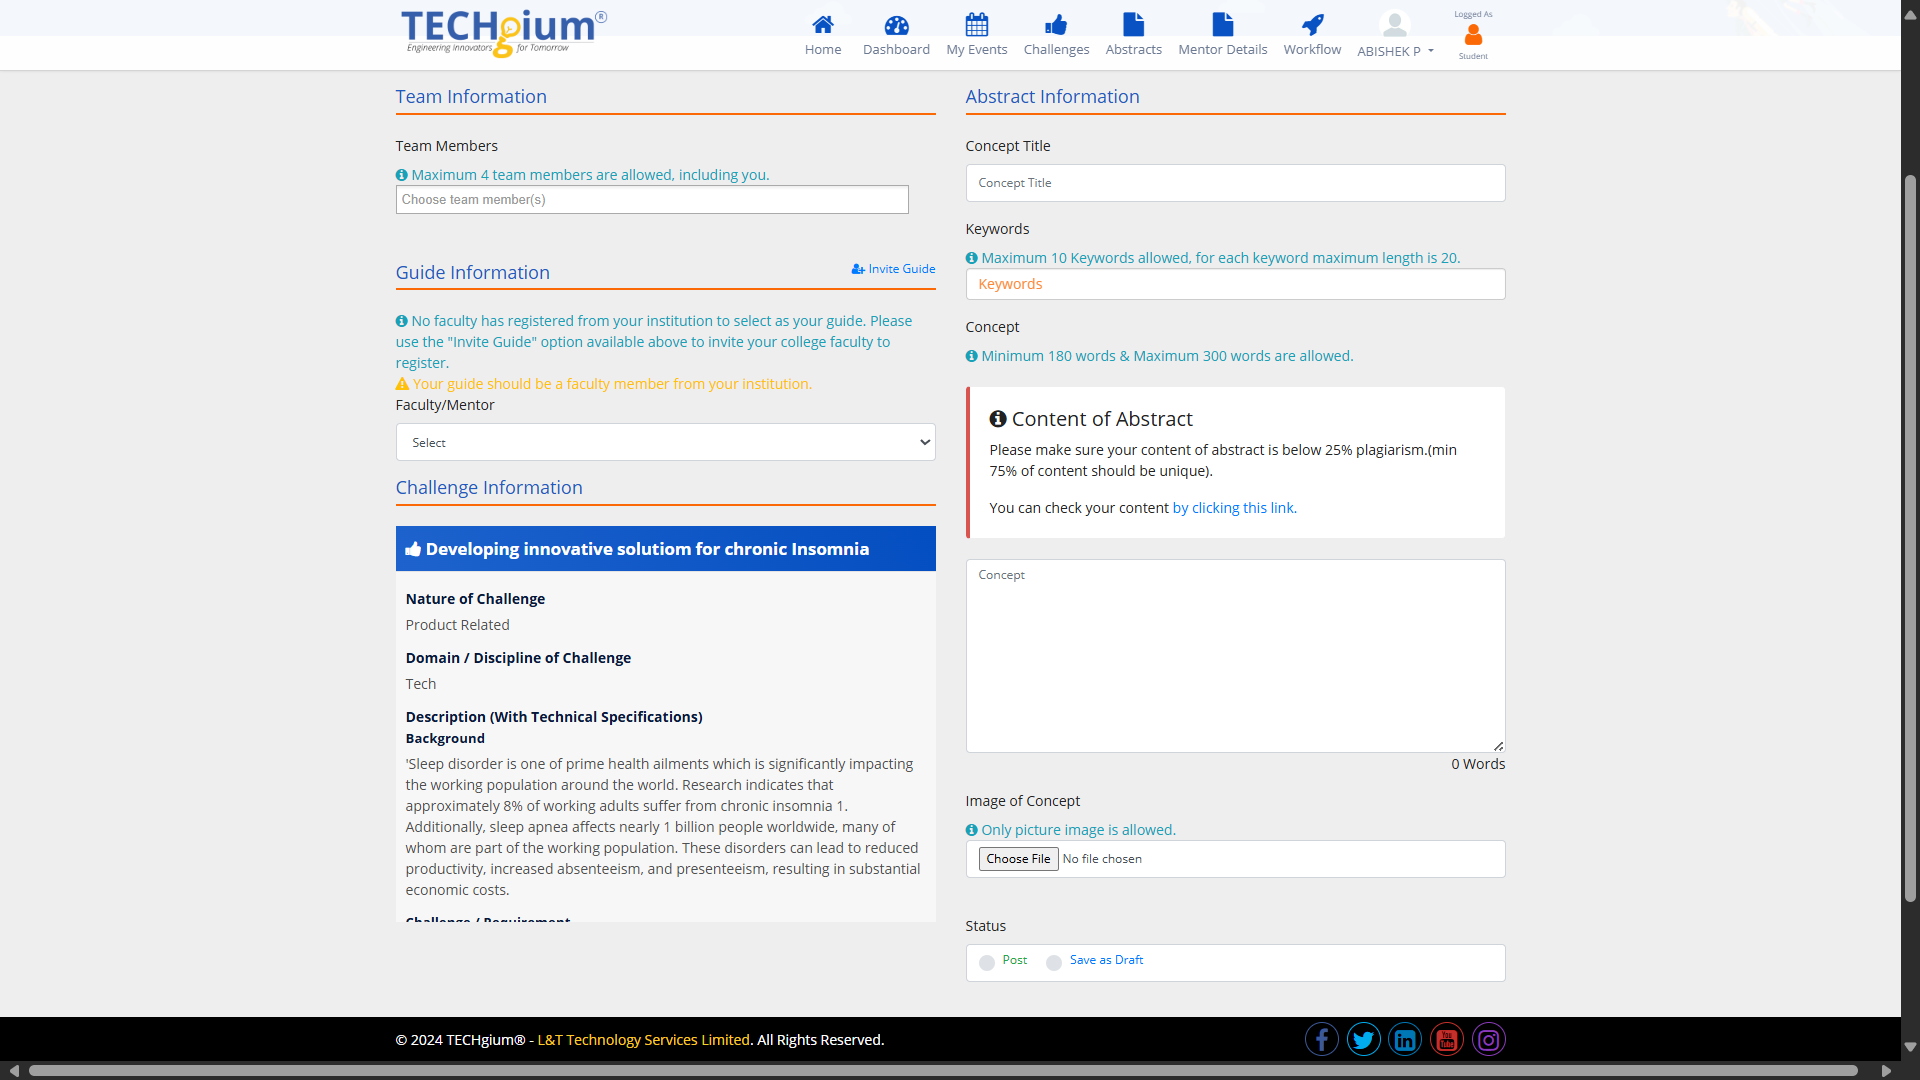 TECHgium®
Engineering innovators for Tomorrow
Home
Dashboard
My Events
Challenges
Abstracts
Mentor Details
Workflow
ABISHEK P
Logged As
Student
Team Information
Team Members
Maximum 4 team members are allowed, including you.
Choose team member(s)
Guide Information
Invite Guide
No faculty has registered from your institution to select as your guide. Please
use the "Invite Guide" option available above to invite your college faculty to
register.
Your guide should be a faculty member from your institution.
Faculty/Mentor
Select
Challenge Information
Developing innovative solutiom for chronic Insomnia
Nature of Challenge
Product Related
Domain / Discipline of Challenge
Tech
Description (With Technical Specifications)
Background
'Sleep disorder is one of prime health ailments which is significantly impacting
the working population around the world. Research indicates that
approximately 8% of working adults suffer from chronic insomnia 1.
Additionally, sleep apnea affects nearly 1 billion people worldwide, many of
whom are part of the working population. These disorders can lead to reduced
productivity, increased absenteeism, and presenteeism, resulting in substantial
economic costs.
Challenge / Requirement
Abstract Information
Concept Title
Concept Title
Keywords
Maximum 10 Keywords allowed, for each keyword maximum length is 20.
Keywords
Concept
Minimum 180 words & Maximum 300 words are allowed.
Content of Abstract
Please make sure your content of abstract is below 25% plagiarism.(min
75% of content should be unique).
You can check your content by clicking this link.
Concept
0 Words
Image of Concept
Only picture image is allowed.
Choose File No file chosen
Status
Post
Save as Draft
© 2024 TECHgium® - L&T Technology Services Limited. All Rights Reserved.
You
Tube